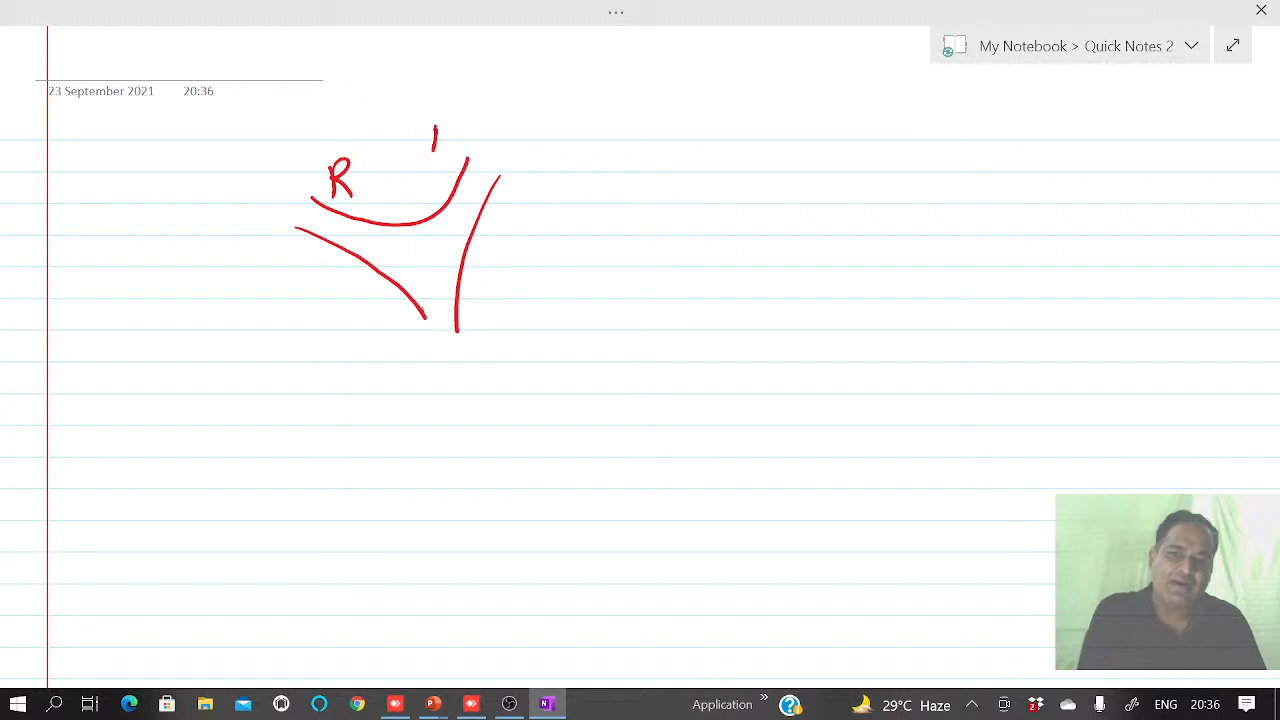 My Notebook > Quick Notes 2
23 September 2021 20:36
R
Application
29°C Haze
ENG
20:36